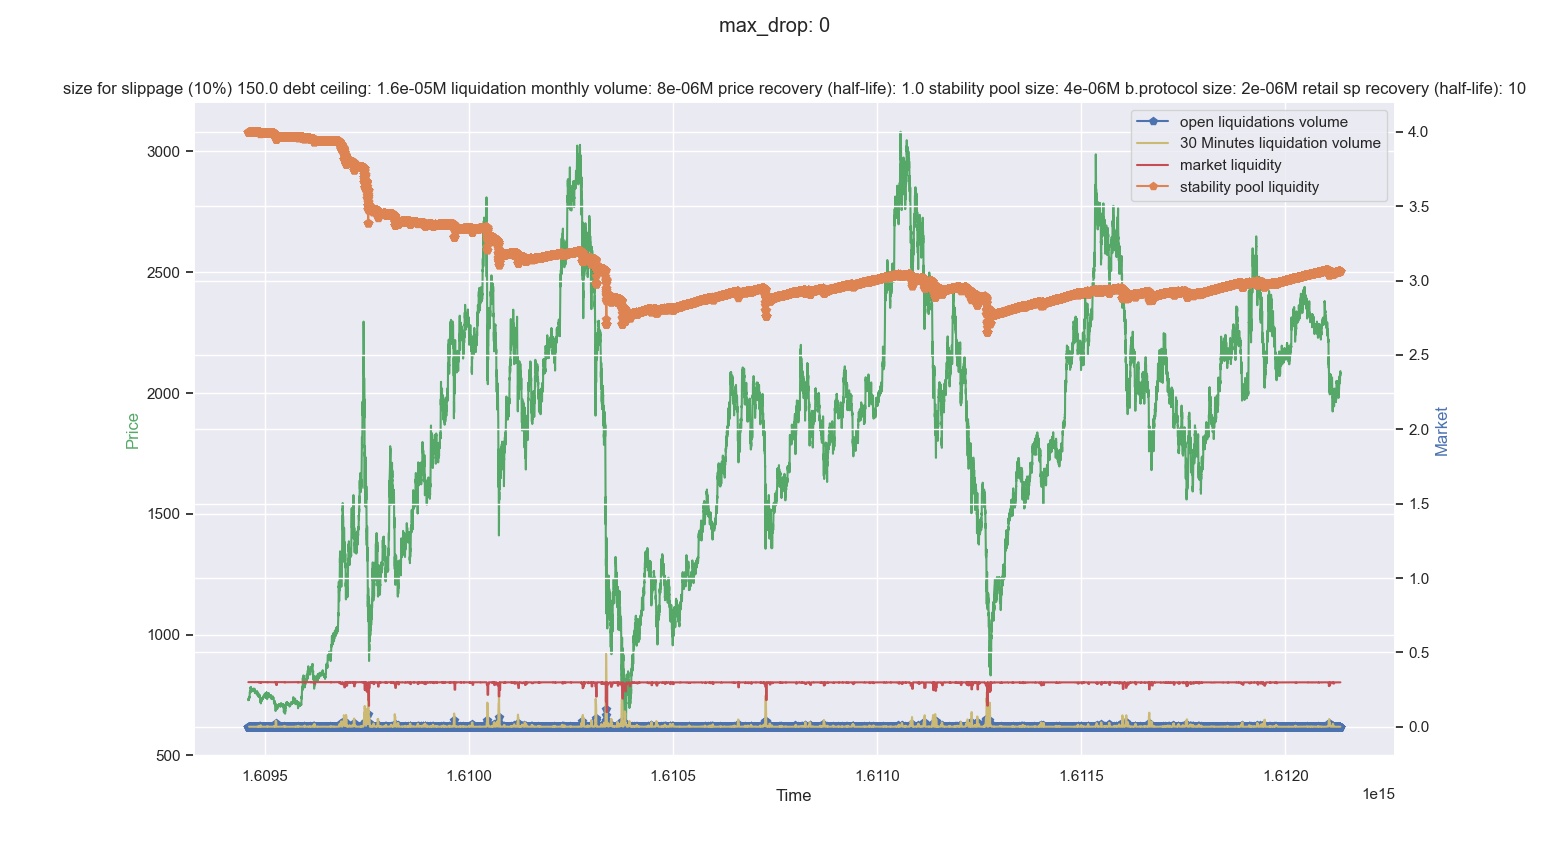 max_drop: 0
size for slippage (10%) 150.0 debt ceiling: 1.6e-05M liquidation monthly volume: 8e-06M price recovery (half-life): 1.0 stability pool size: 4e-06M b.protocol size: 2e-06M retail sp recovery (half-life): 10
open liquidations volume
30 Minutes liquidation volume
market liquidity
stability pool liquidity
3000
2500
2000
1500
1000
500
Price
4.0
3.5
3.0
2.5
2.0
1.5
1.0
0.5
0.0
Market
1.6095
1.6100
1.6105
1.6110
1.6115
1.6120
1e15
Time